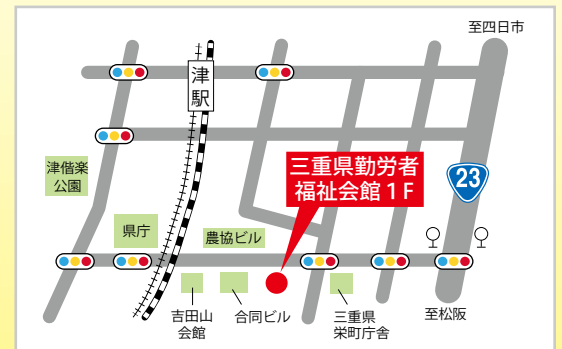 至四日市
津
駅
三重県勤労者
福祉会館1F
津偕楽
公園
23
県庁
農協ビル
吉田山
会館
合同ビル
三重県
栄町庁舎
至松阪